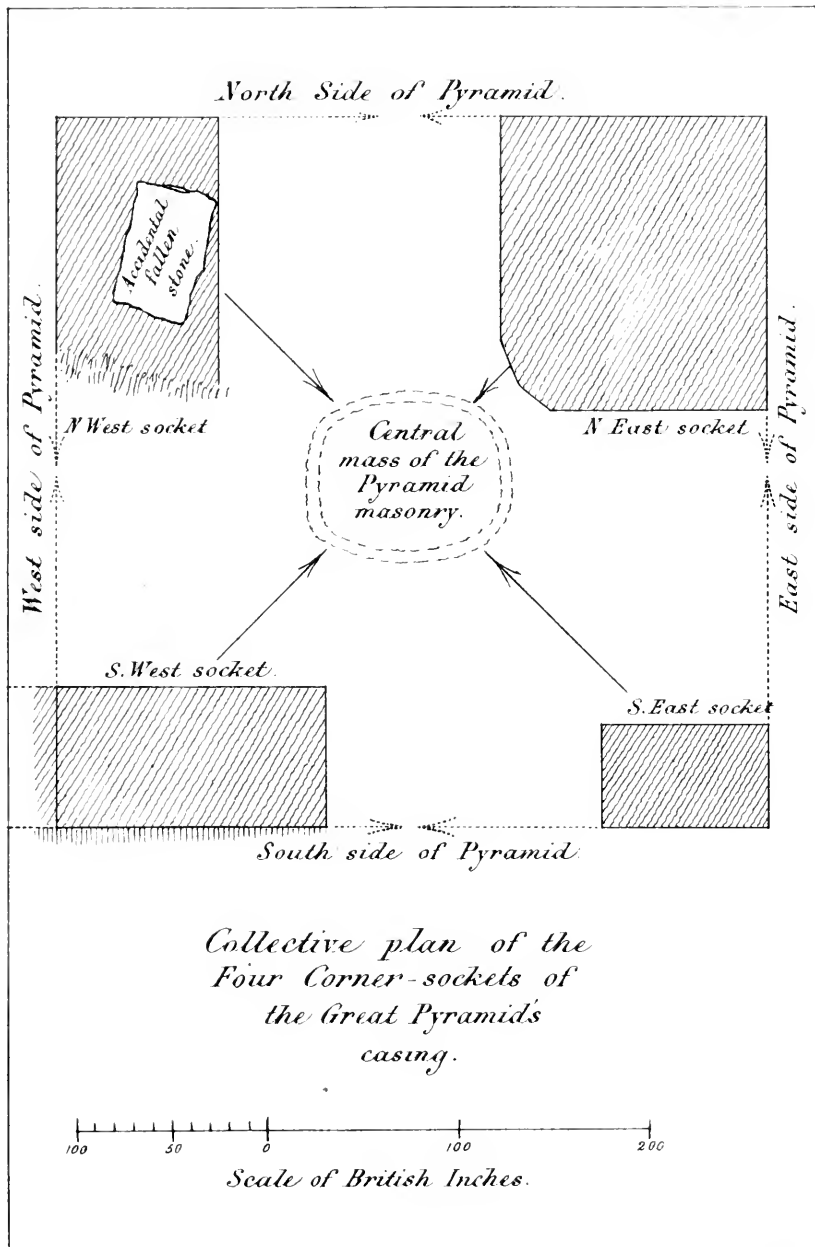 North Side of Pyramid.
Accidental
fallen
stone.
West side of Pyramid
East side of Pyramid.
N West socket
N East socket
Central
mass of the
Pyramid
masonry.
S. West socket.
S. East socket
South side of Pyramid
Collective plan of the
Four Corner-sockets of
the Great Pyramid's
casing.
100 50 0 100 200
Scale of British Inches.